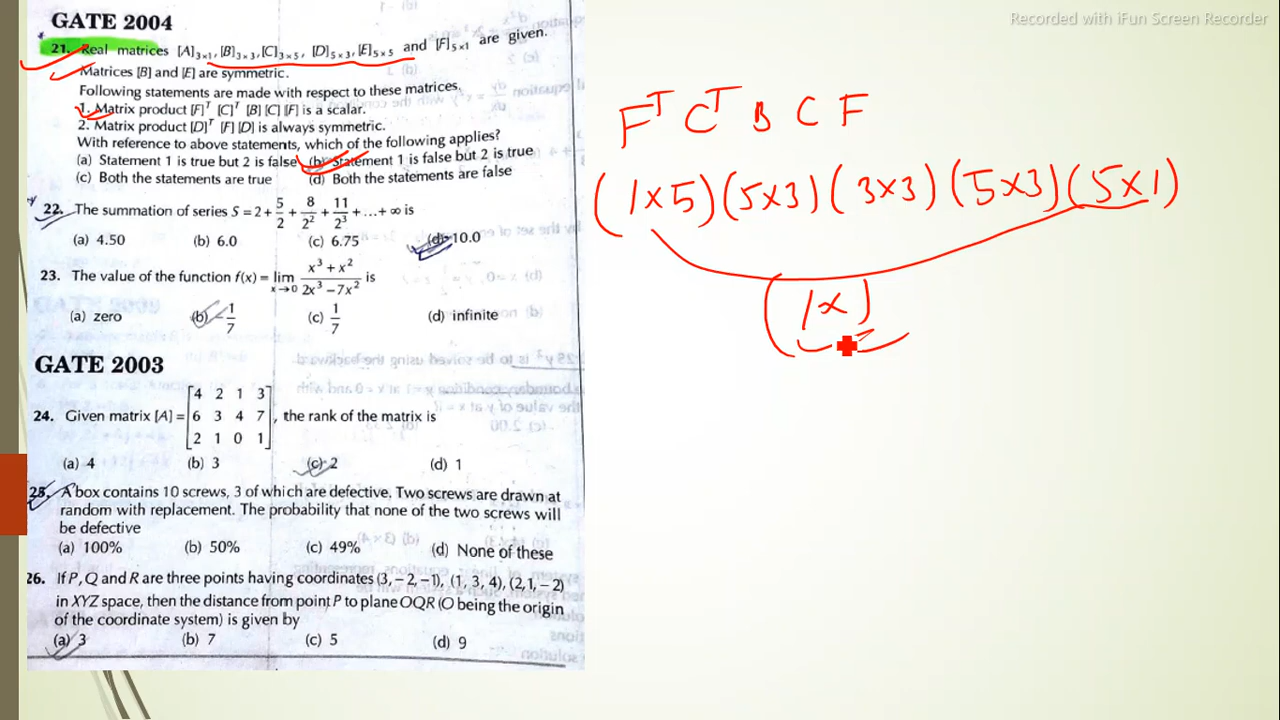 Recorded with iFun Screen Recorder
GATE 2004
21. Real matrices [A]3×1, [B]3×3, [C]3×5, [D]5×3, [E]5×5 and [F]5×1 are given.
Matrices [B] and [E] are symmetric.
Following statements are made with respect to these matrices.
1. Matrix product [F]ᵀ [C]ᵀ [B] [C] [F] is a scalar.
2. Matrix product [D]ᵀ [F] [D] is always symmetric.
With reference to above statements, which of the following applies?
(a) Statement 1 is true but 2 is false (b) Statement 1 is false but 2 is true
(c) Both the statements are true (d) Both the statements are false
22. The summation of series S = 2 + 5/2 + 8/2² + 11/2³ + ...+ ∞ is
(a) 4.50 (b) 6.0 (c) 6.75 (d) 10.0
23. The value of the function f(x) = lim x→0 (x³ + x²)/(2x³ − 7x²) is
(a) zero (b) −1/7 (c) 1/7 (d) infinite
GATE 2003
24. Given matrix [A] = [4 2 1 3
6 3 4 7
2 1 0 1], the rank of the matrix is
(a) 4 (b) 3 (c) 2 (d) 1
25. A box contains 10 screws, 3 of which are defective. Two screws are drawn at
random with replacement. The probability that none of the two screws will
be defective
(a) 100% (b) 50% (c) 49% (d) None of these
26. If P, Q and R are three points having coordinates (3, − 2, −1), (1, 3, 4), (2, 1, − 2)
in XYZ space, then the distance from point P to plane OQR (O being the origin
of the coordinate system) is given by
(a) 3 (b) 7 (c) 5 (d) 9
Fᵀ Cᵀ B C F
(1×5)(5×3)(3×3)(5×3)(5×1)
(1×)